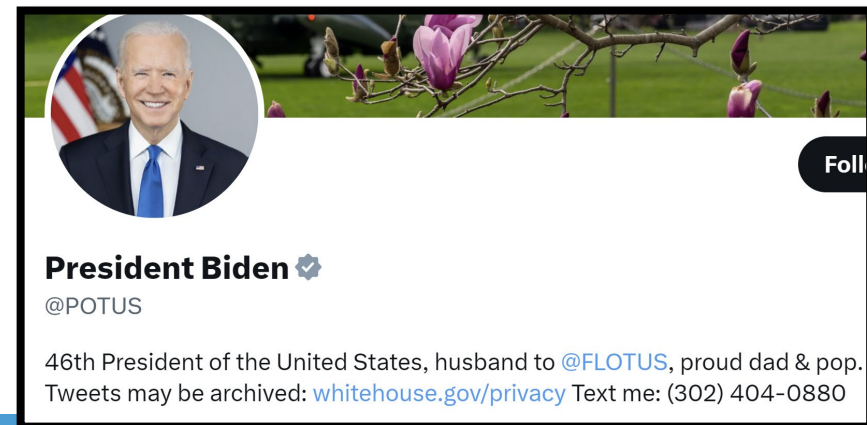 Foll
President Biden
@POTUS
46th President of the United States, husband to @FLOTUS, proud dad & pop.
Tweets may be archived: whitehouse.gov/privacy Text me: (302) 404-0880